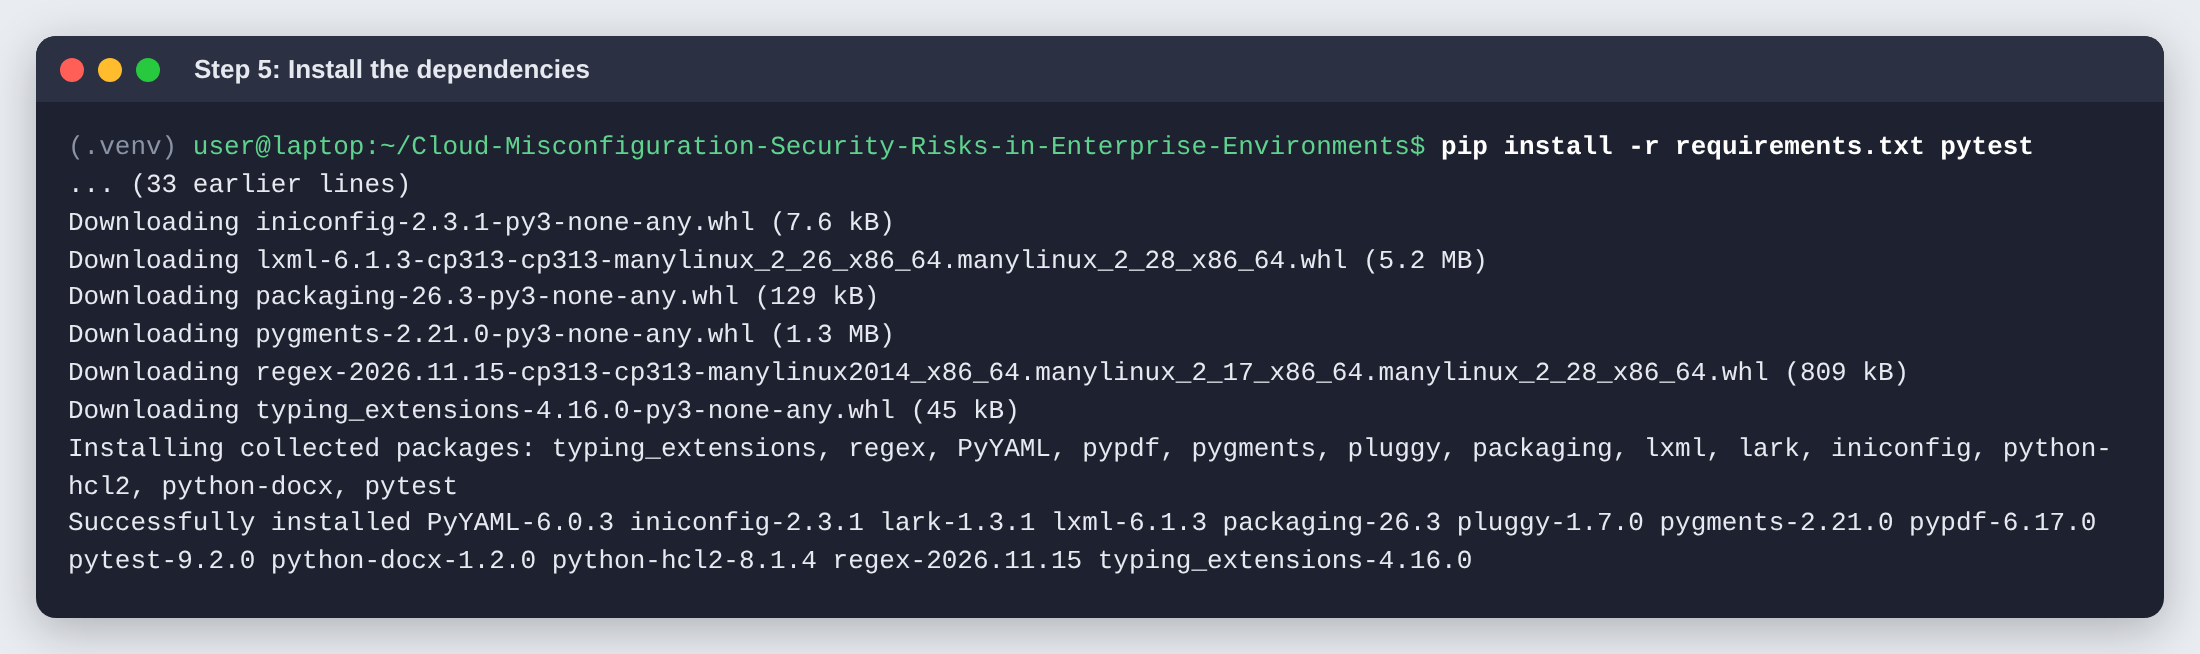 Step 5: Install the dependencies
(.venv) user@laptop:~/Cloud-Misconfiguration-Security-Risks-in-Enterprise-Environments$ pip install -r requirements.txt pytest
... (33 earlier lines)
Downloading iniconfig-2.3.1-py3-none-any.whl (7.6 kB)
Downloading lxml-6.1.3-cp313-cp313-manylinux_2_26_x86_64.manylinux_2_28_x86_64.whl (5.2 MB)
Downloading packaging-26.3-py3-none-any.whl (129 kB)
Downloading pygments-2.21.0-py3-none-any.whl (1.3 MB)
Downloading regex-2026.11.15-cp313-cp313-manylinux2014_x86_64.manylinux_2_17_x86_64.manylinux_2_28_x86_64.whl (809 kB)
Downloading typing_extensions-4.16.0-py3-none-any.whl (45 kB)
Installing collected packages: typing_extensions, regex, PyYAML, pypdf, pygments, pluggy, packaging, lxml, lark, iniconfig, python-
hcl2, python-docx, pytest
Successfully installed PyYAML-6.0.3 iniconfig-2.3.1 lark-1.3.1 lxml-6.1.3 packaging-26.3 pluggy-1.7.0 pygments-2.21.0 pypdf-6.17.0
pytest-9.2.0 python-docx-1.2.0 python-hcl2-8.1.4 regex-2026.11.15 typing_extensions-4.16.0